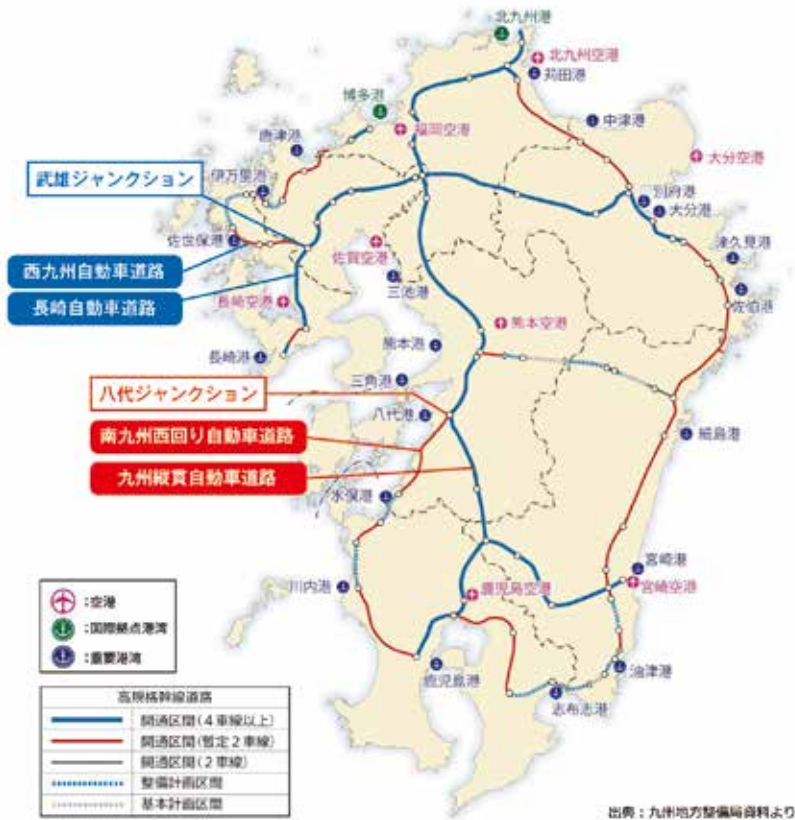 北九州港
北九州空港
苅田港
博多港
福岡空港
中津港
唐津港
大分空港
武雄ジャンクション
伊万里港
別府港
大分港
佐世保港
佐賀空港
津久見港
西九州自動車道路
三池港
佐伯港
長崎自動車道路
長崎空港
熊本空港
熊本港
長崎港
三角港
八代ジャンクション
八代港
細島港
南九州西回り自動車道路
九州縦貫自動車道路
水俣港
宮崎港
川内港
鹿児島空港
宮崎空港
:空港
:国際拠点港湾
:重要港湾
鹿児島港
油津港
志布志港
高規格幹線道路
開通区間(4車線以上)
開通区間(暫定2車線)
開通区間(2車線)
整備計画区間
基本計画区間
出典:九州地方整備局資料より